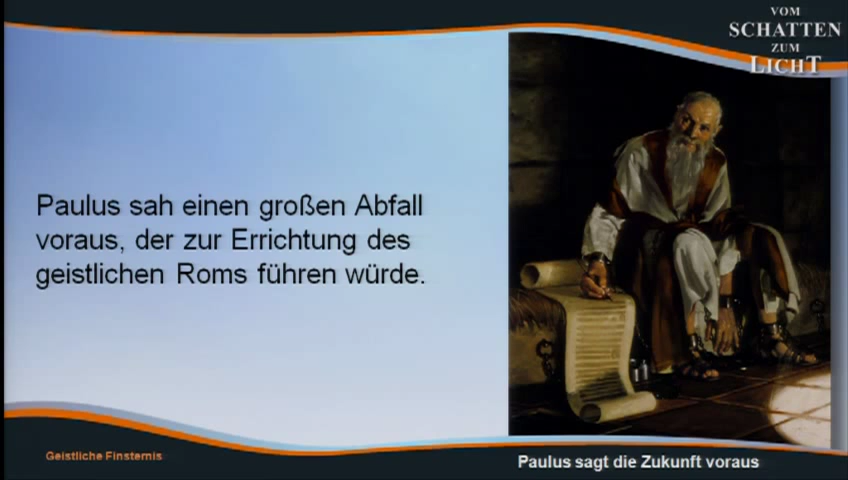 VOM
SCHATTEN
ZUM
LICHT
Paulus sah einen großen Abfall
voraus, der zur Errichtung des
geistlichen Roms führen würde.
Geistliche Finsternis
Paulus sagt die Zukunft voraus